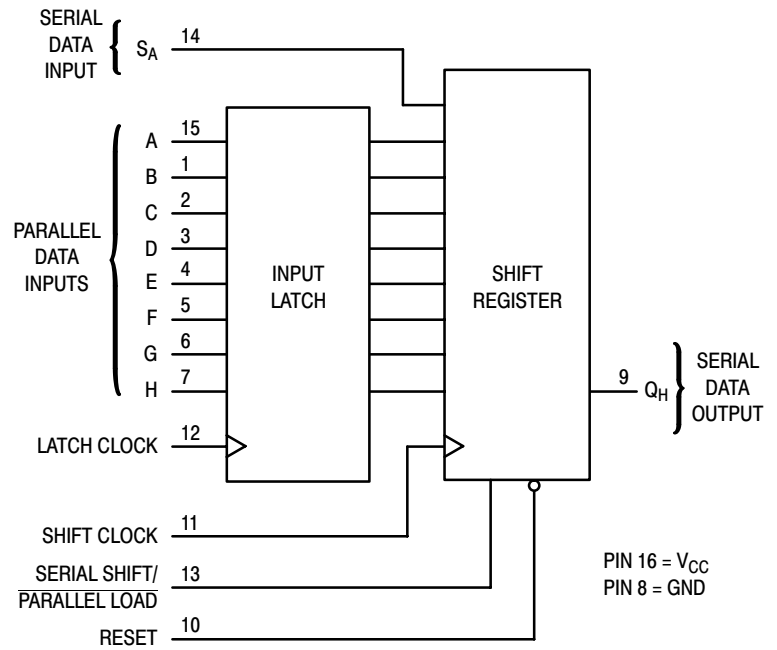 SERIAL
DATA
INPUT
SA 14
PARALLEL
DATA
INPUTS
A 15
B 1
C 2
D 3
E 4
F 5
G 6
H 7
INPUT
LATCH
SHIFT
REGISTER
9 QH
SERIAL
DATA
OUTPUT
LATCH CLOCK 12
SHIFT CLOCK 11
SERIAL SHIFT/
PARALLEL LOAD 13
RESET 10
PIN 16 = VCC
PIN 8 = GND